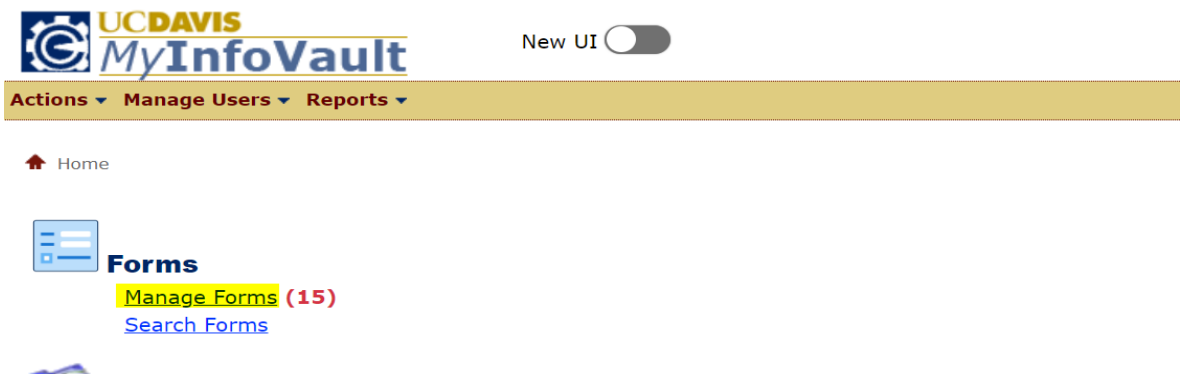 UCDAVIS
MyInfoVault
New UI
Actions Manage Users Reports
Home
Forms
Manage Forms (15)
Search Forms